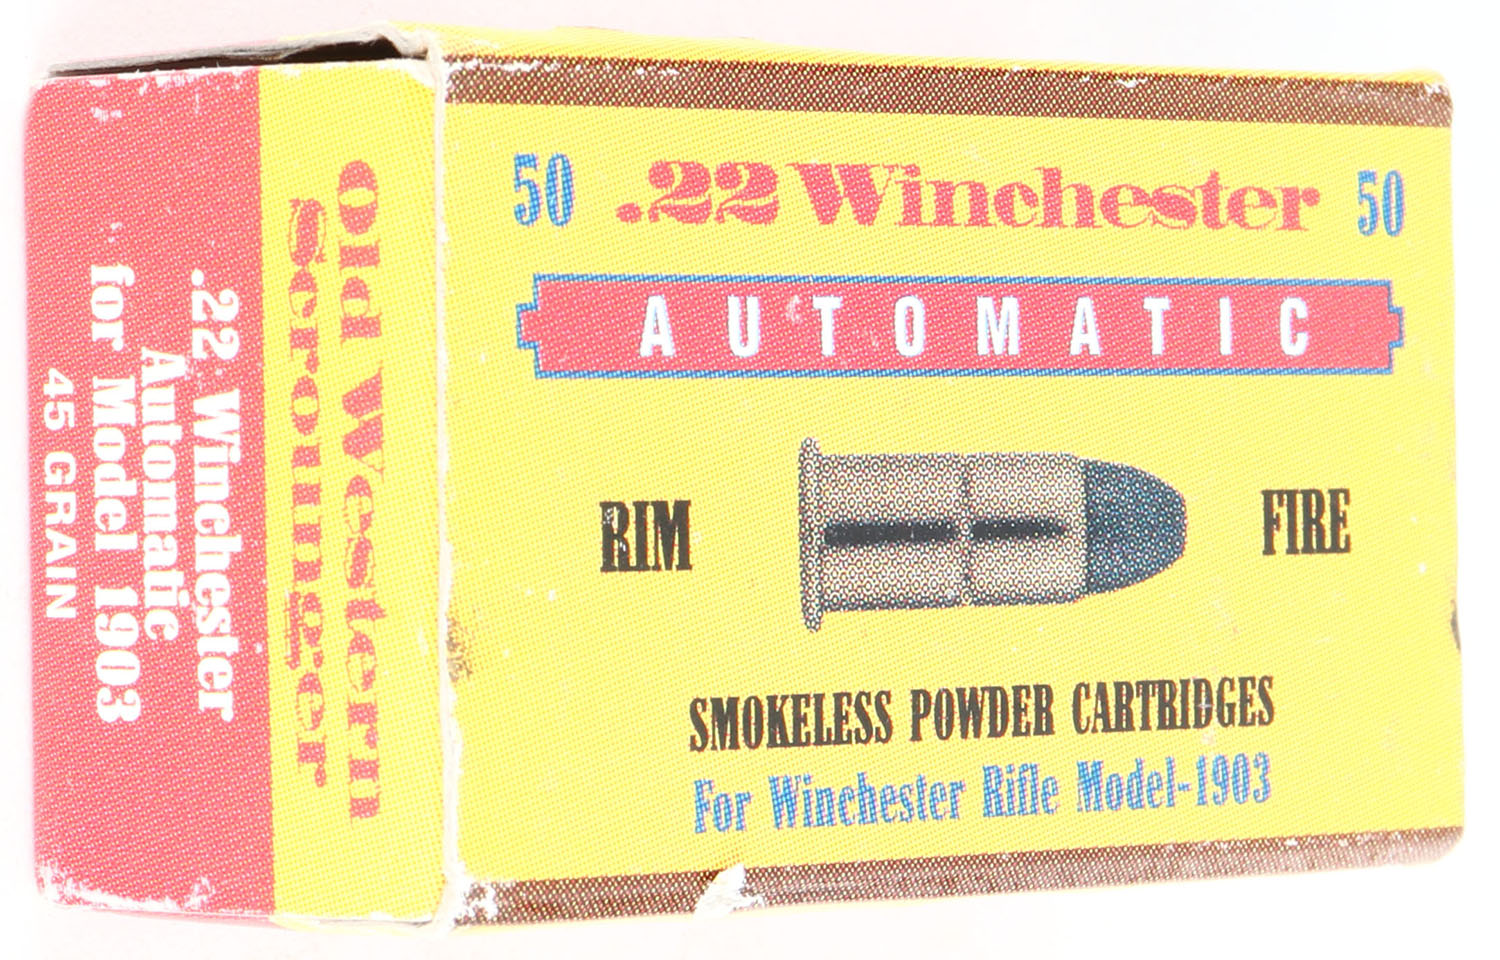 50 .22 Winchester 50
AUTOMATIC
RIM FIRE
SMOKELESS POWDER CARTRIDGES
For Winchester Rifle Model-1903
Old Western
Scrounger
.22 Winchester
Automatic
for Model 1903
45 GRAIN